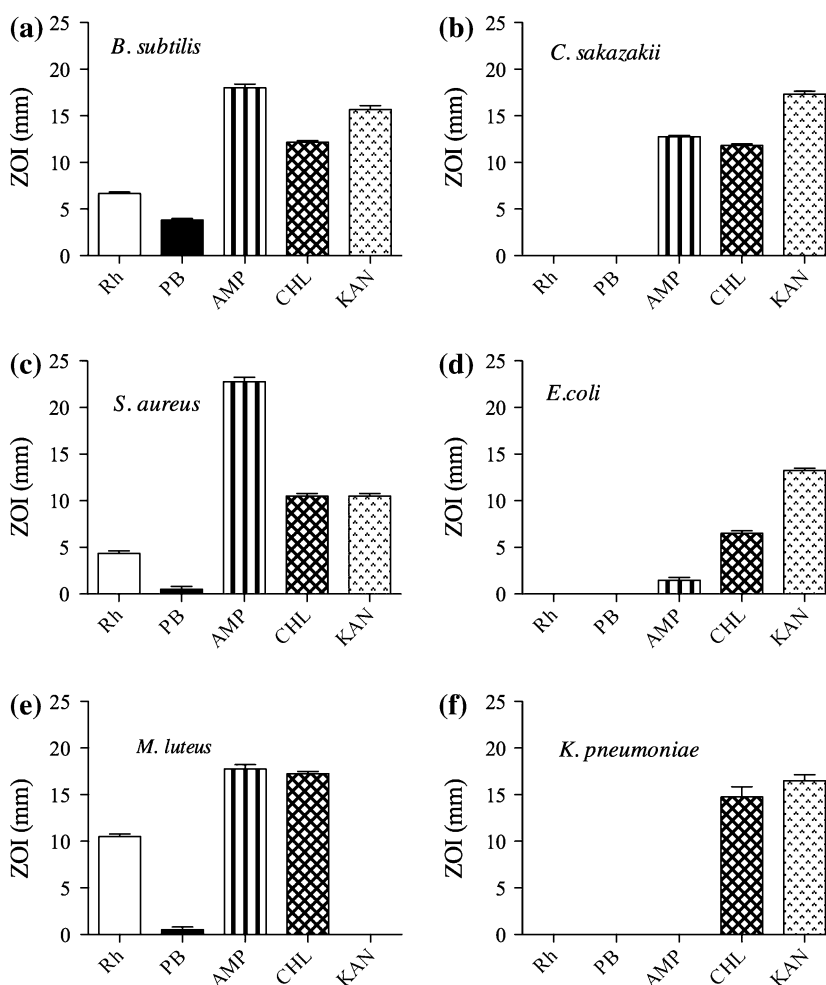 (a)
B. subtilis
ZOI (mm)
25
20
15
10
5
0
Rh PB AMP CHL KAN
(b)
C. sakazakii
ZOI (mm)
25
20
15
10
5
0
Rh PB AMP CHL KAN
(c)
S. aureus
ZOI (mm)
25
20
15
10
5
0
Rh PB AMP CHL KAN
(d)
E.coli
ZOI (mm)
25
20
15
10
5
0
Rh PB AMP CHL KAN
(e)
M. luteus
ZOI (mm)
25
20
15
10
5
0
Rh PB AMP CHL KAN
(f)
K. pneumoniae
ZOI (mm)
25
20
15
10
5
0
Rh PB AMP CHL KAN